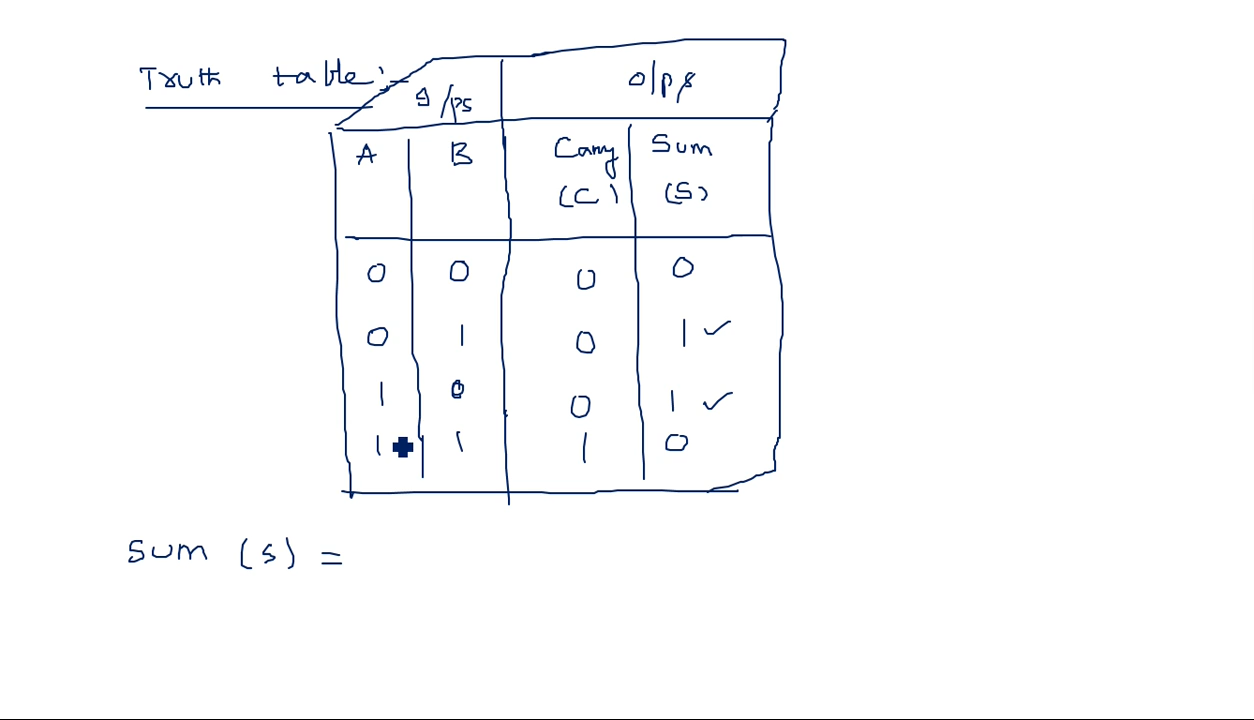 Truth table:-
I/ps o/ps
A B Carry Sum
(C) (S)
0 0 0 0
0 1 0 1 ✓
1 0 0 1 ✓
1 1 1 0
Sum (s) =